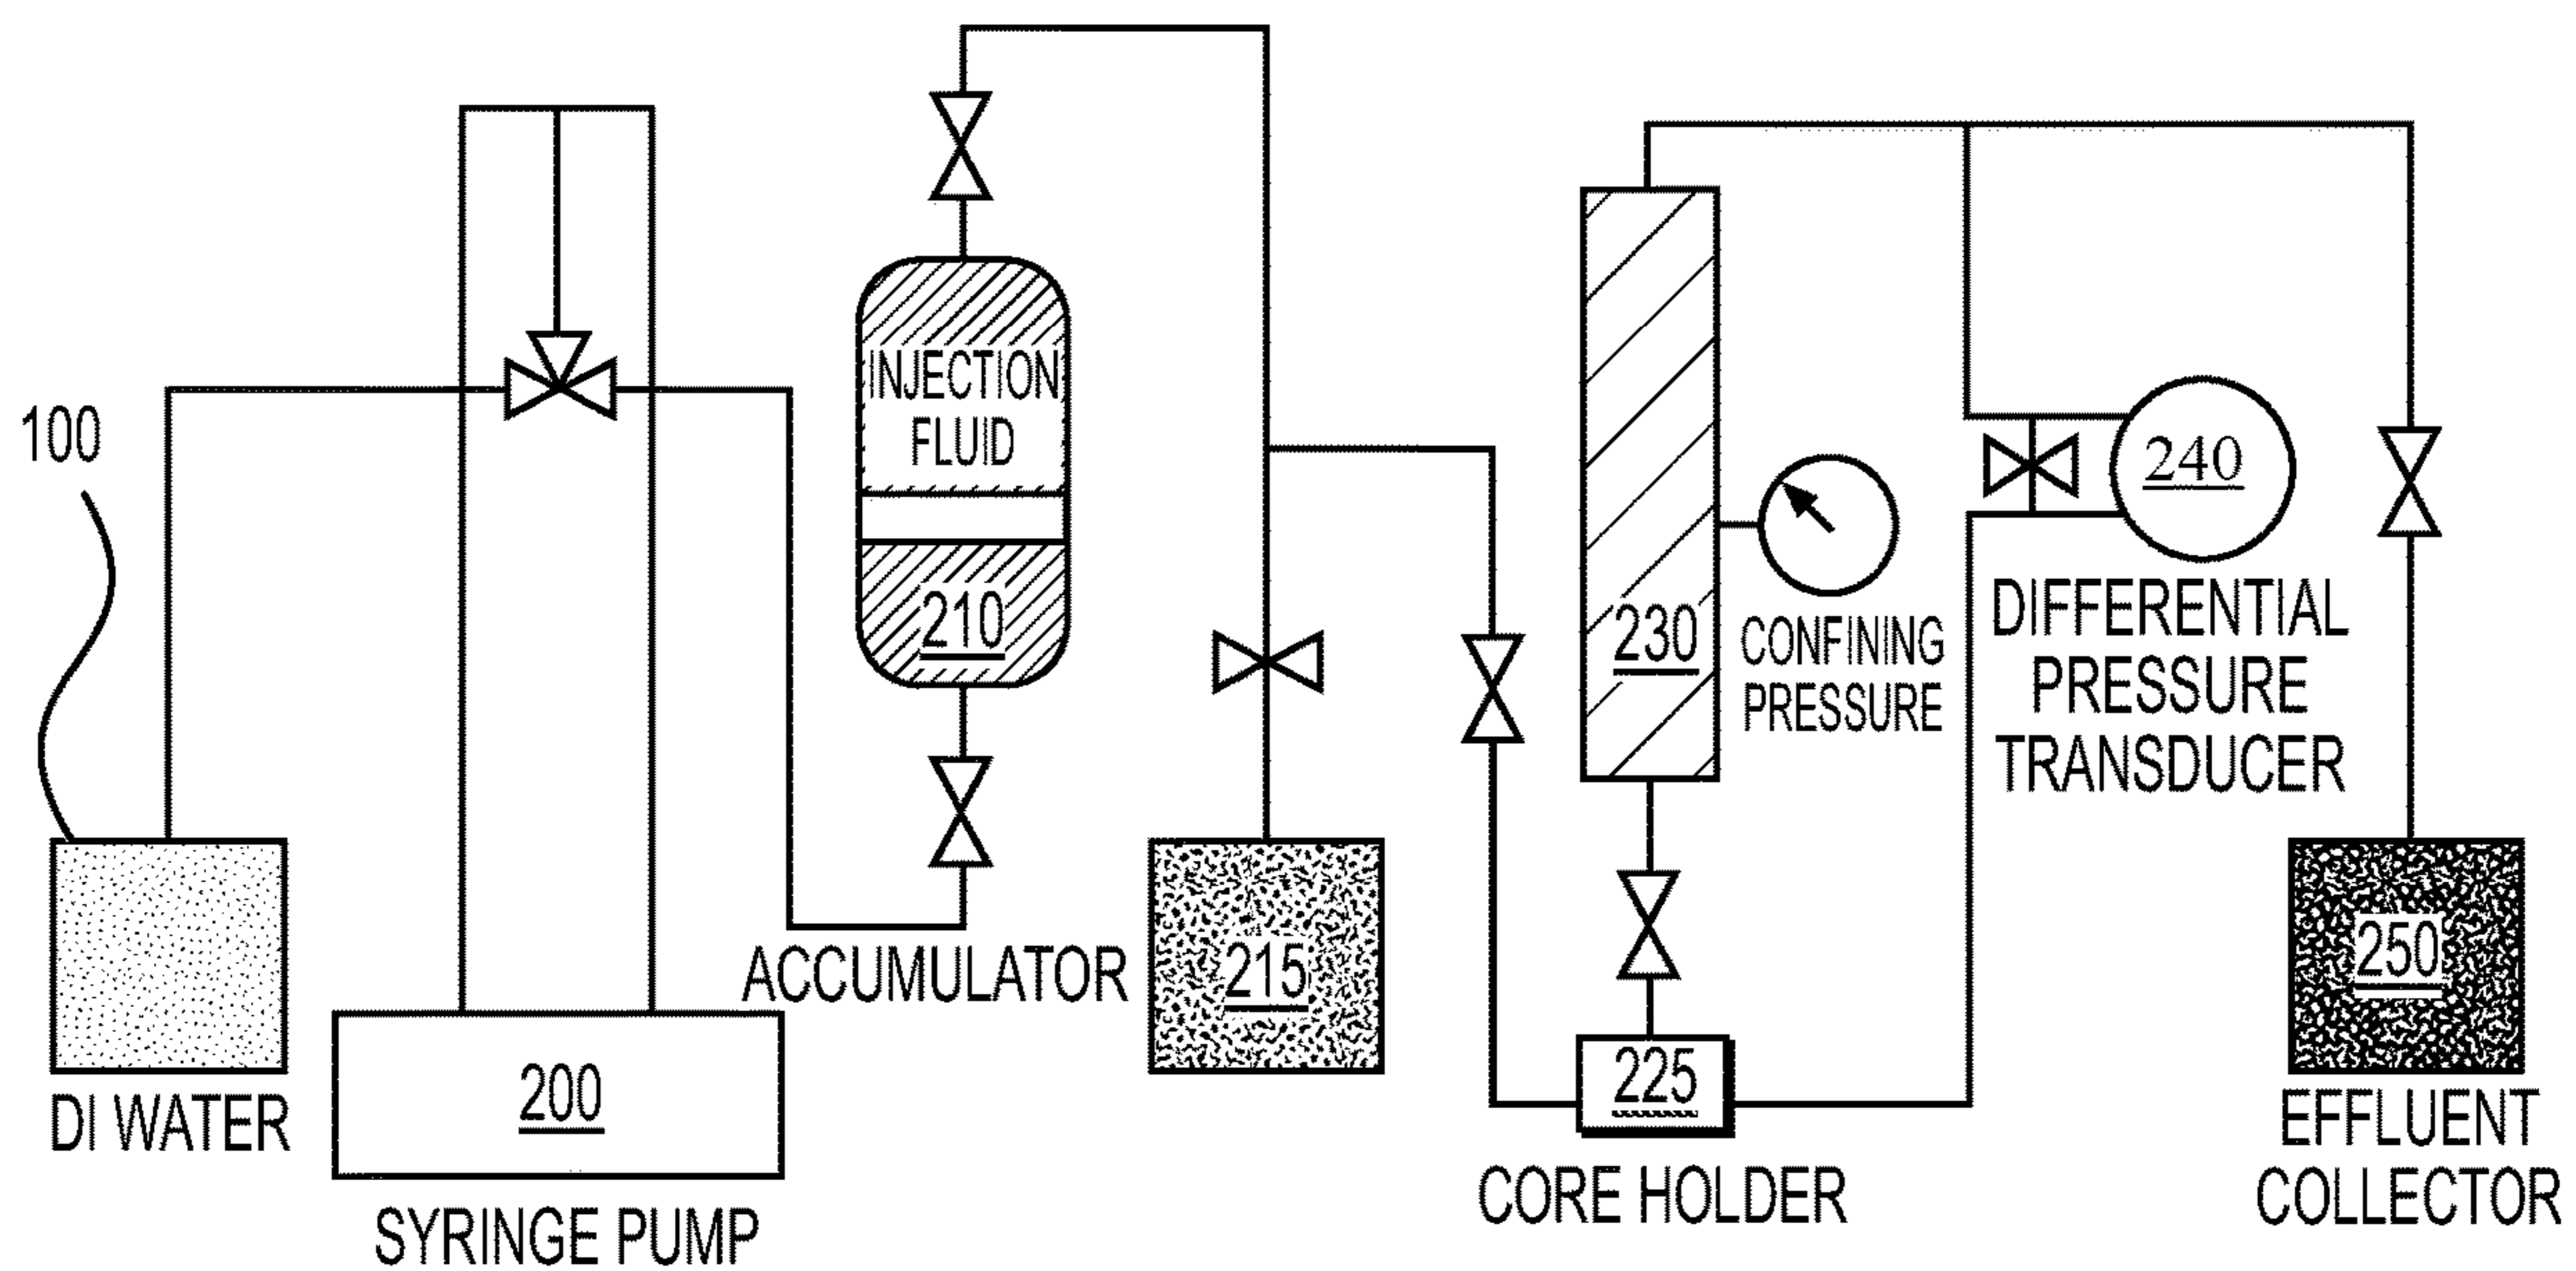 100
DI WATER
200
SYRINGE PUMP
INJECTION
FLUID
210
ACCUMULATOR
215
230
CONFINING
PRESSURE
225
CORE HOLDER
240
DIFFERENTIAL
PRESSURE
TRANSDUCER
250
EFFLUENT
COLLECTOR